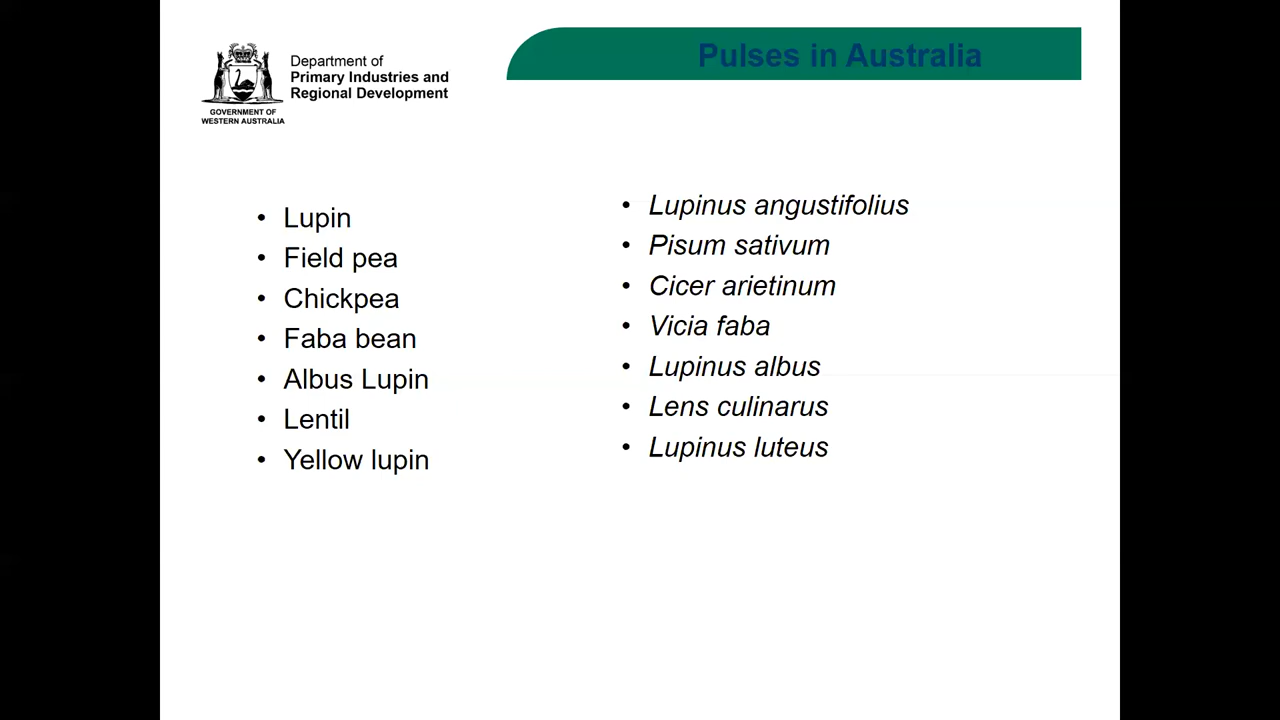 Department of
Primary Industries and
Regional Development
GOVERNMENT OF
WESTERN AUSTRALIA
Pulses in Australia
• Lupin
• Field pea
• Chickpea
• Faba bean
• Albus Lupin
• Lentil
• Yellow lupin
• Lupinus angustifolius
• Pisum sativum
• Cicer arietinum
• Vicia faba
• Lupinus albus
• Lens culinarus
• Lupinus luteus